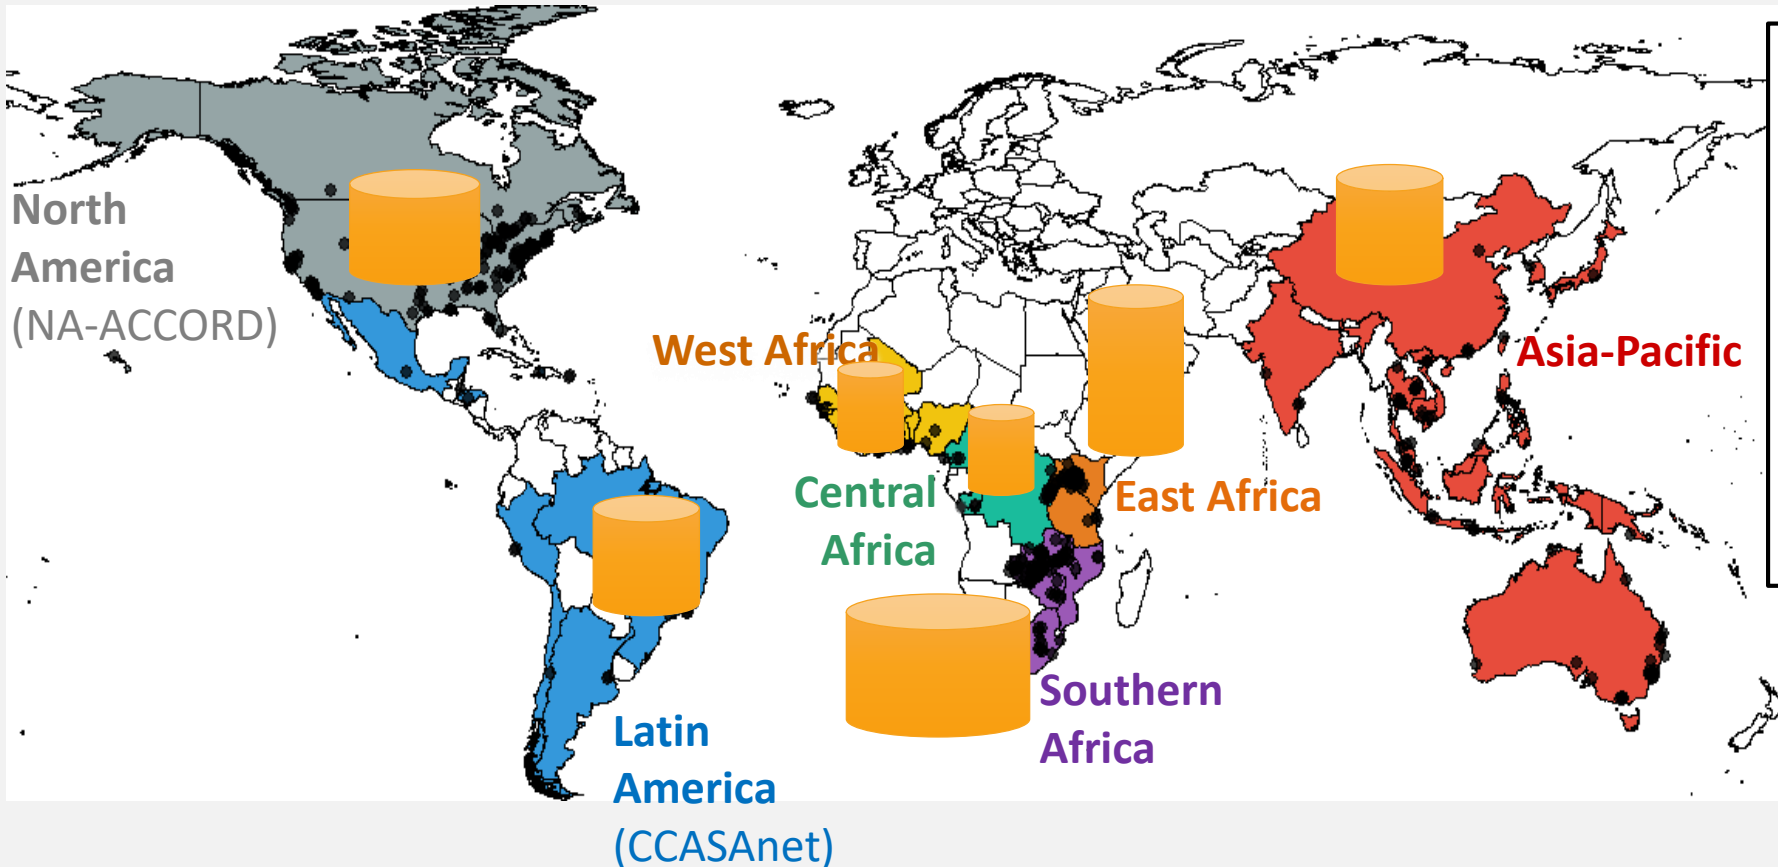 North
America
(NA-ACCORD)
West Africa
Asia-Pacific
Central
Africa
East Africa
Southern
Africa
Latin
America
(CCASAnet)